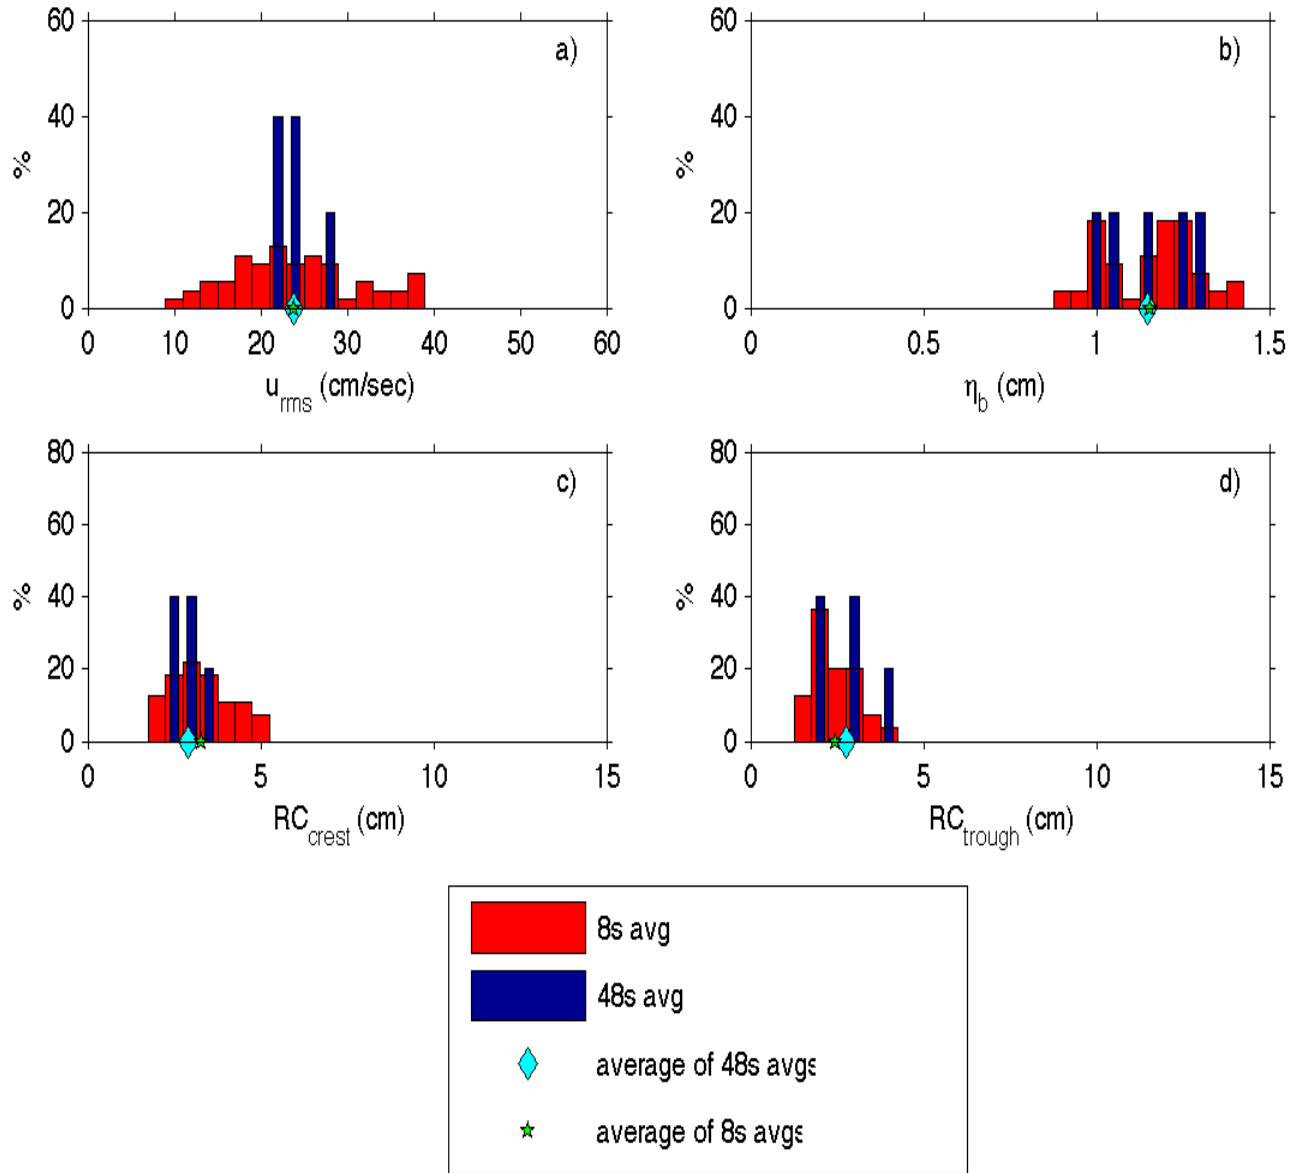 60
40
20
0
%
a)
0 10 20 30 40 50 60
u_rms (cm/sec)
60
40
20
0
%
b)
0 0.5 1 1.5
η_b (cm)
80
60
40
20
0
%
c)
0 5 10 15
RC_crest (cm)
80
60
40
20
0
%
d)
0 5 10 15
RC_trough (cm)
8s avg
48s avg
average of 48s avgs
average of 8s avgs